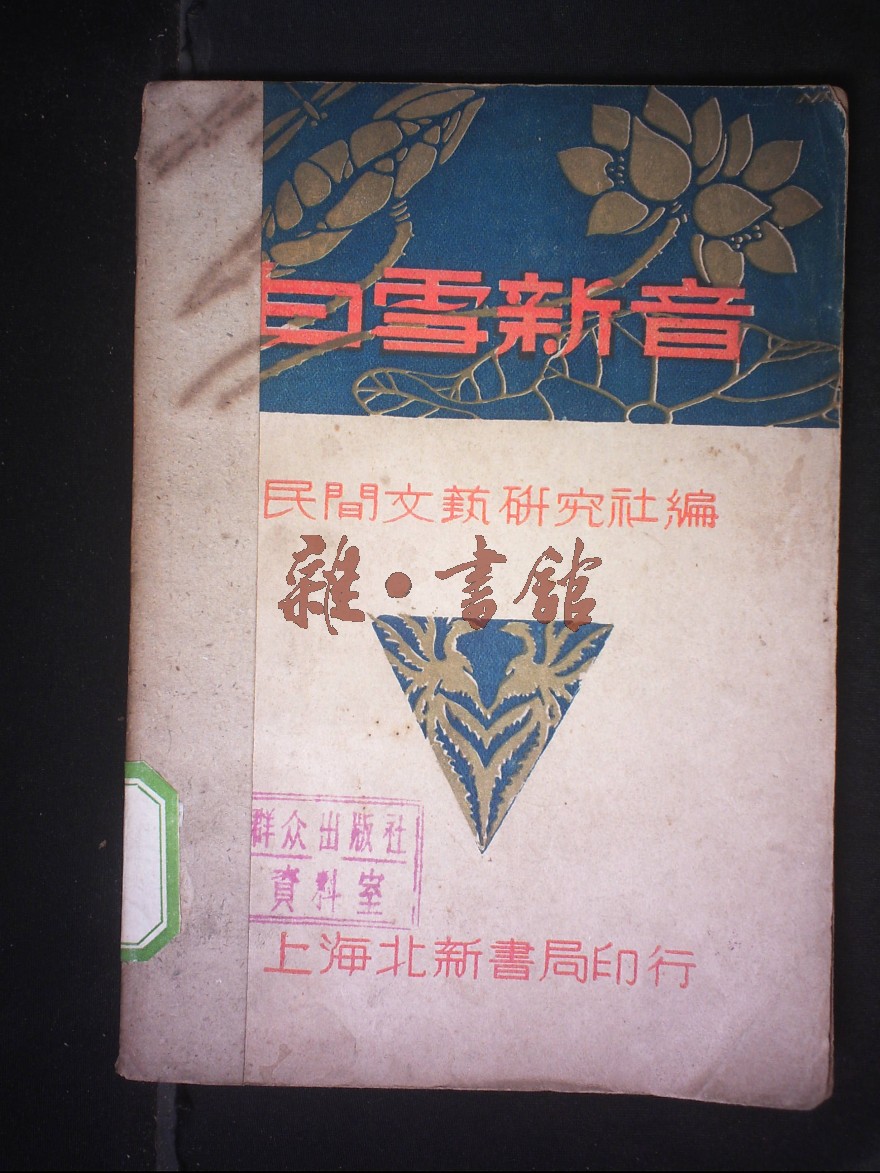 白雪新音
民間文藝研究社編
雜·書館
群众出版社
資料室
上海北新書局印行